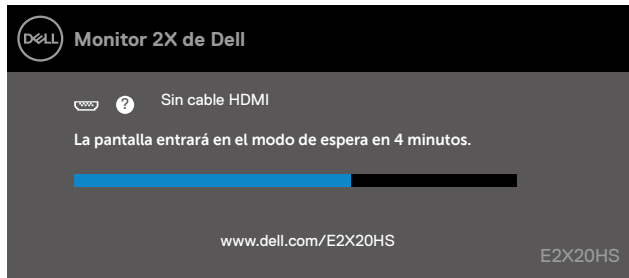 DELL Monitor 2X de Dell
? Sin cable HDMI
La pantalla entrará en el modo de espera en 4 minutos.
www.dell.com/E2X20HS
E2X20HS